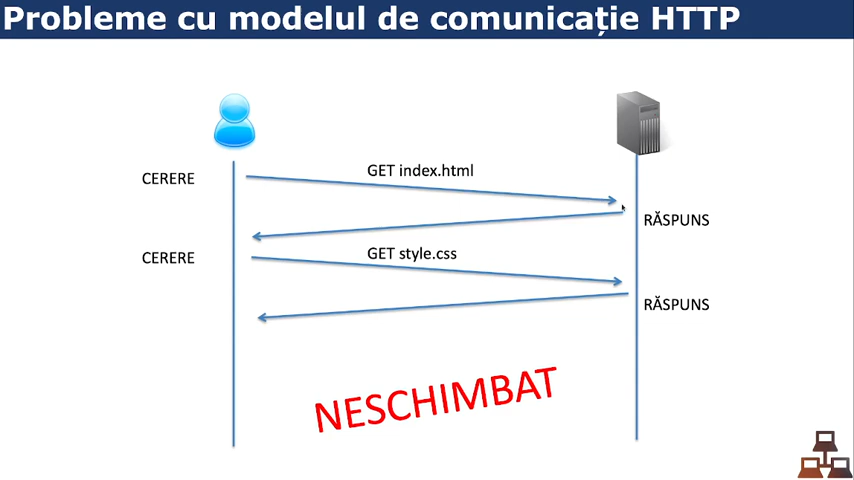 Probleme cu modelul de comunicație HTTP
GET index.html
CERERE
RĂSPUNS
GET style.css
CERERE
RĂSPUNS
NESCHIMBAT